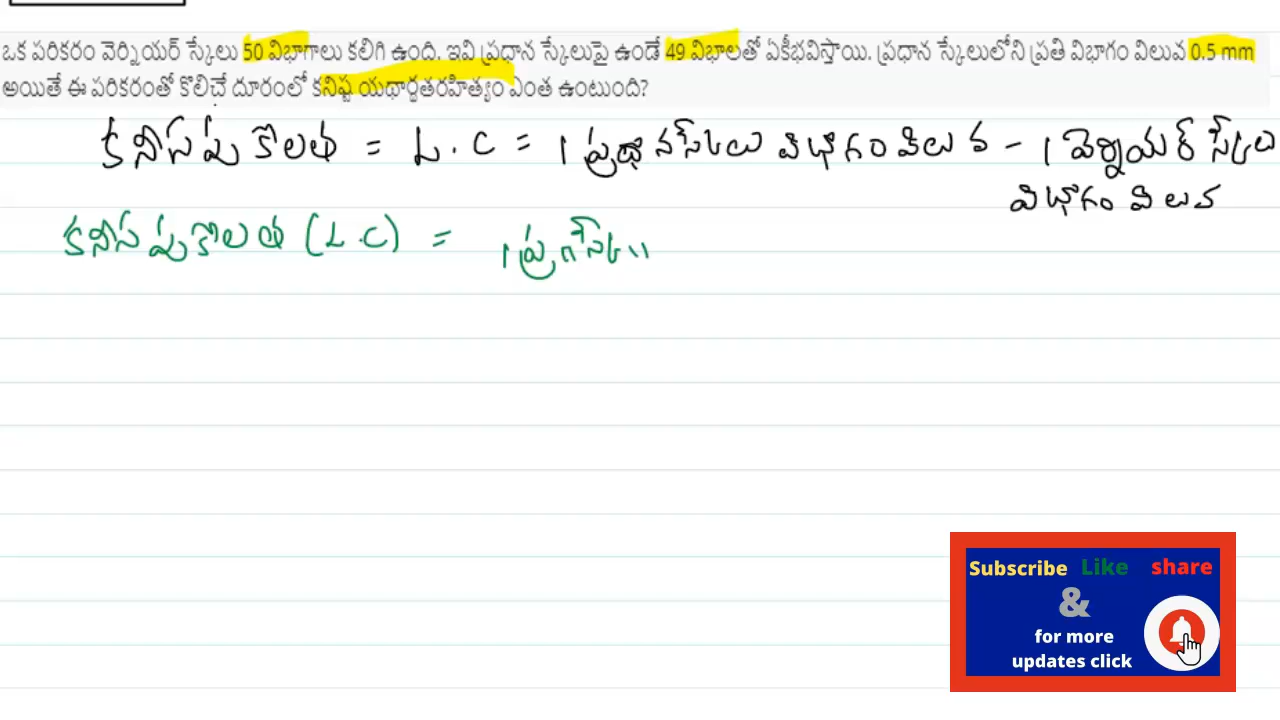 ఒక పరికరం వెర్నియర్ స్కేలు 50 విభాగాలు కలిగి ఉంది. ఇవి ప్రధాన స్కేలుపై ఉండే 49 విభాలతో ఏకీభవిస్తాయి. ప్రధాన స్కేలులోని ప్రతి విభాగం విలువ 0.5 mm
అయితే ఈ పరికరంతో కొలిచే దూరంలో కనిష్ట యథార్థతరహిత్యం ఎంత ఉంటుంది?
కనీసపు కొలత = L.C = 1 ప్రధాన స్కేలు విభాగం విలువ - 1 వెర్నియర్ స్కేలు
విభాగం విలువ
కనీసపు కొలత (L.C) =
Subscribe Like share
&
for more
updates click